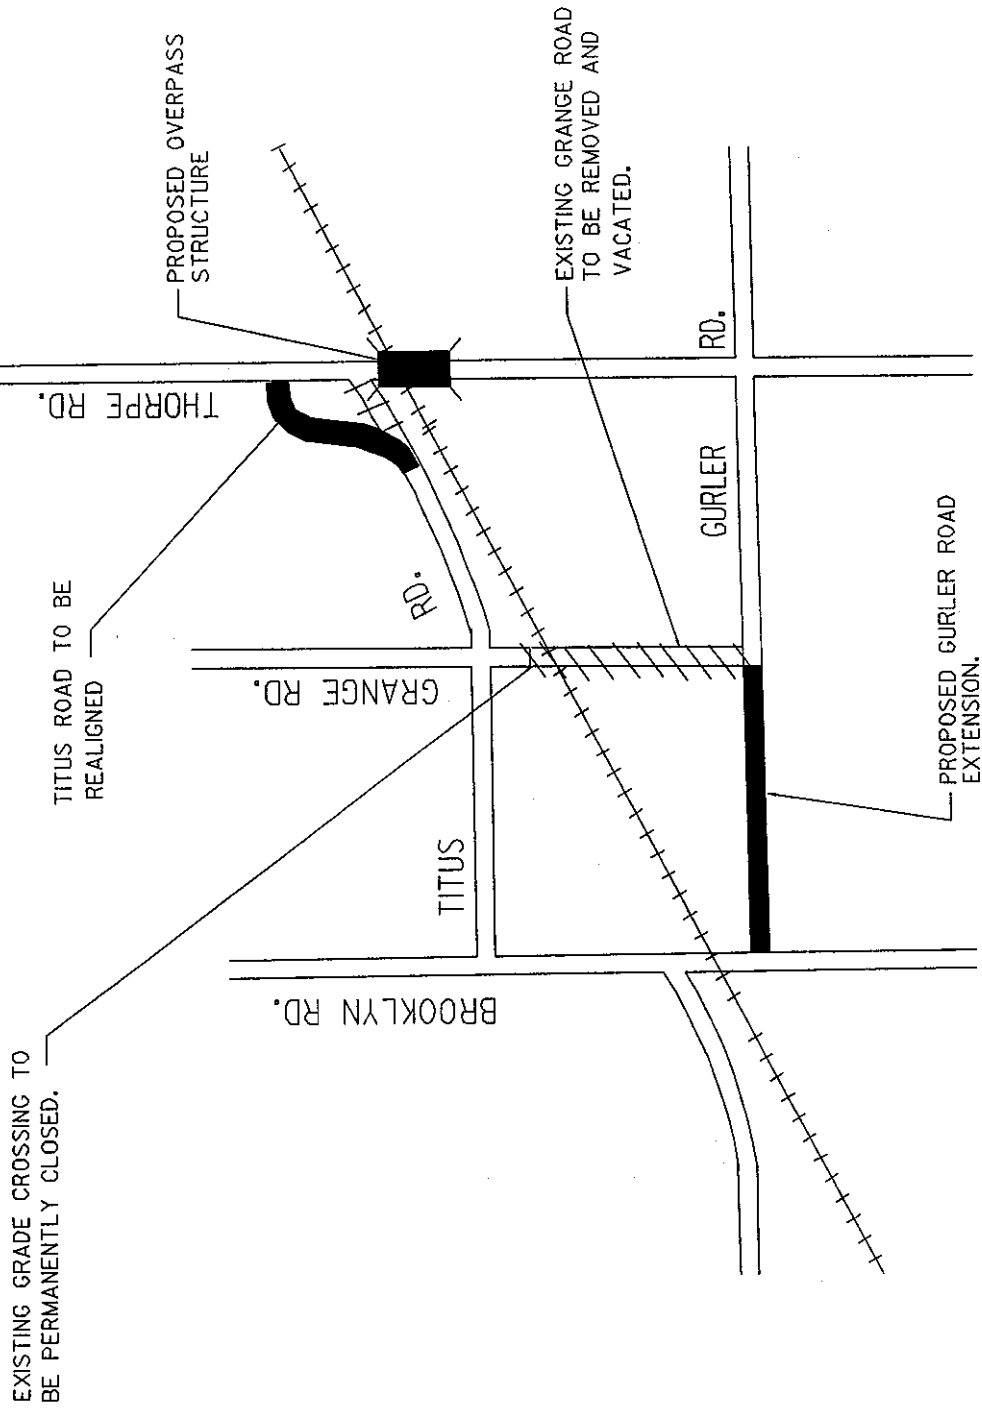 EXISTING GRADE CROSSING TO
BE PERMANENTLY CLOSED.
TITUS ROAD TO BE
REALIGNED
PROPOSED OVERPASS
STRUCTURE
THORPE RD.
RD.
GRANGE RD.
TITUS
BROOKLYN RD.
EXISTING GRANGE ROAD
TO BE REMOVED AND
VACATED.
GURLER
RD.
PROPOSED GURLER ROAD
EXTENSION.